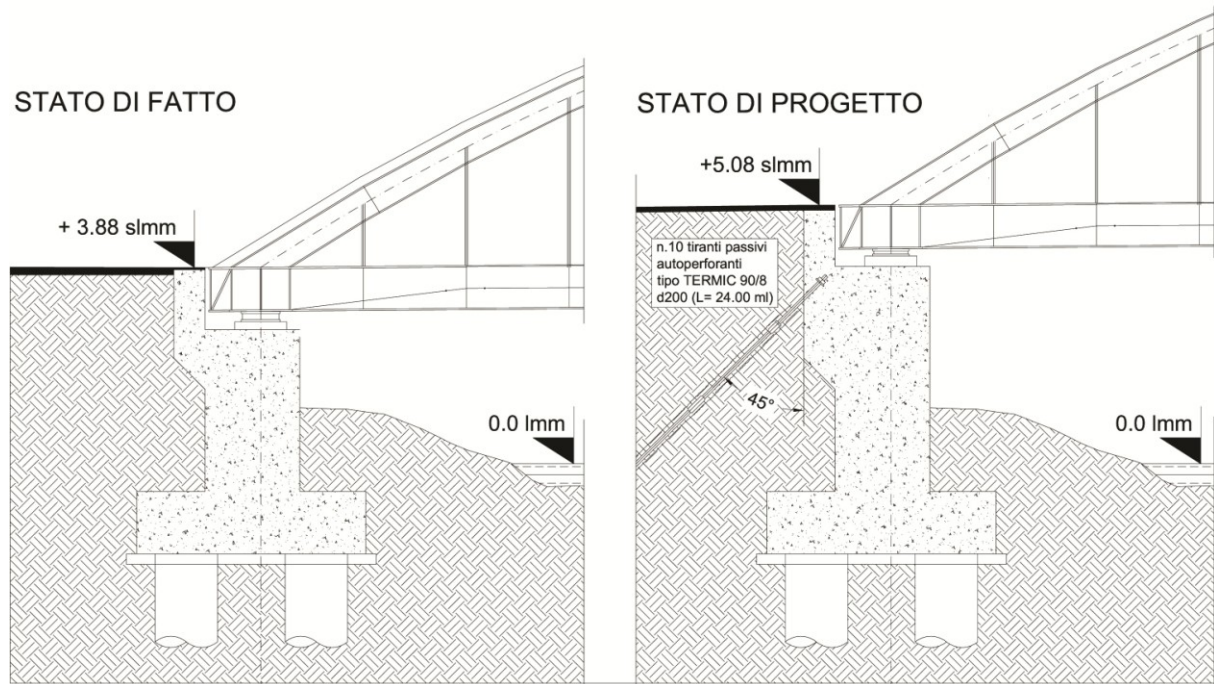 STATO DI FATTO
+ 3.88 slmm
0.0 lmm
STATO DI PROGETTO
+5.08 slmm
n.10 tiranti passivi
autoperforanti
tipo TERMIC 90/8
d200 (L= 24.00 ml)
45°
0.0 lmm